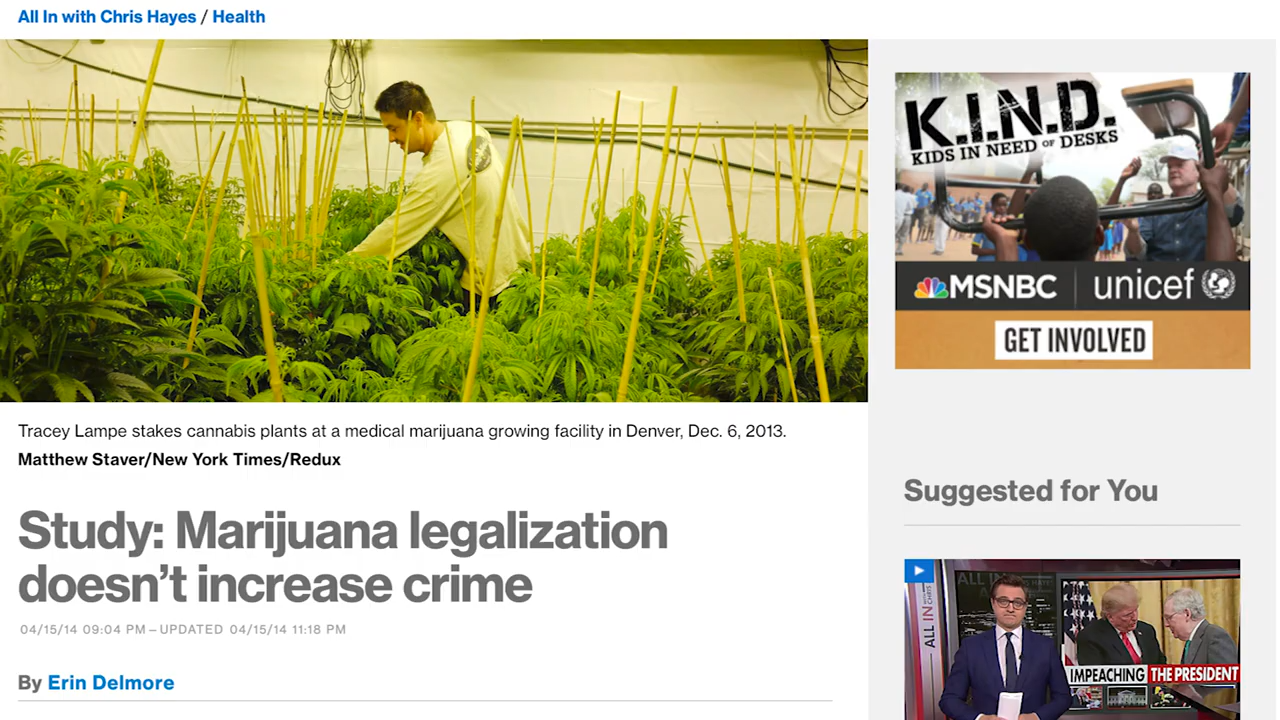 All In with Chris Hayes / Health
K.I.N.D.
KIDS IN NEED OF DESKS
MSNBC | unicef
GET INVOLVED
Tracey Lampe stakes cannabis plants at a medical marijuana growing facility in Denver, Dec. 6, 2013.
Matthew Staver/New York Times/Redux
Study: Marijuana legalization
doesn't increase crime
04/15/14 09:04 PM – UPDATED 04/15/14 11:18 PM
By Erin Delmore
Suggested for You
ALL IN
ALL IN
IMPEACHING THE PRESIDENT